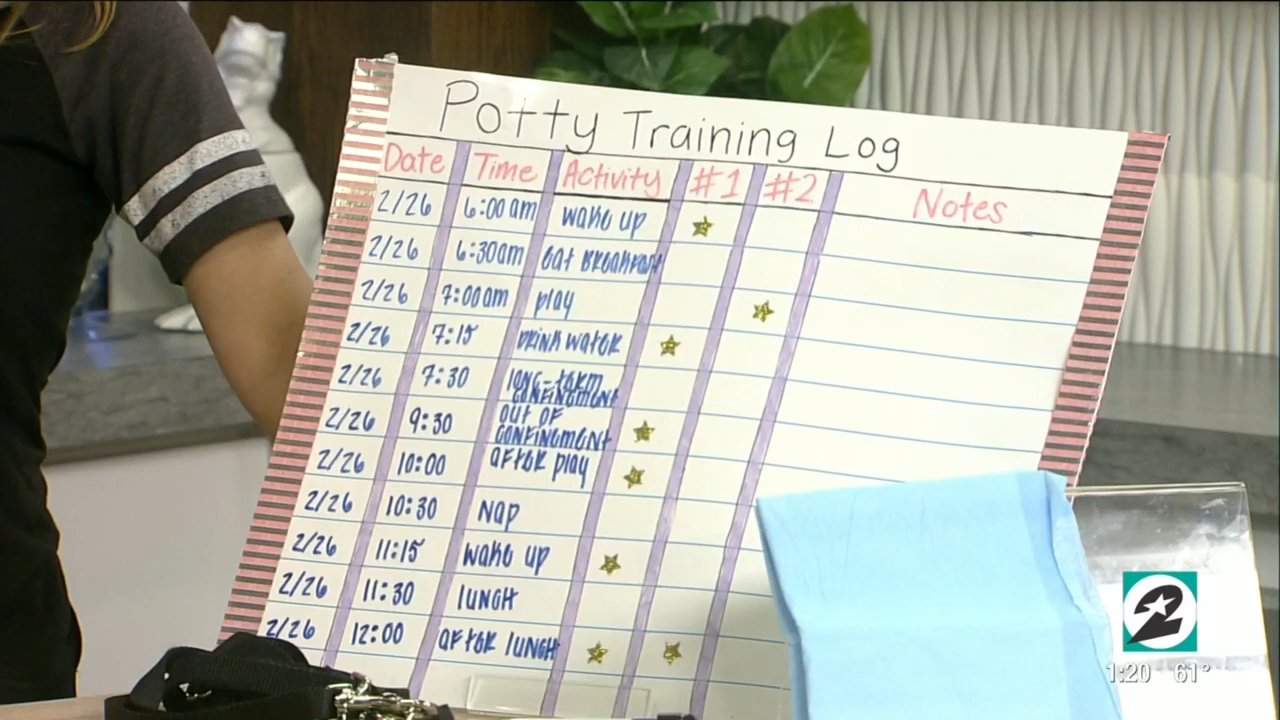 Potty Training Log
Date Time Activity #1 #2 Notes
2/26 6:00am wake up
2/26 6:30am Eat Breakfast
2/26 7:00am play
2/26 7:15 Drink Water
2/26 7:30 long-term confinement
2/26 9:30 out of confinement
2/26 10:00 after play
2/26 10:30 Nap
2/26 11:15 wake up
2/26 11:30 lunch
2/26 12:00 after lunch
2
1:20 61°